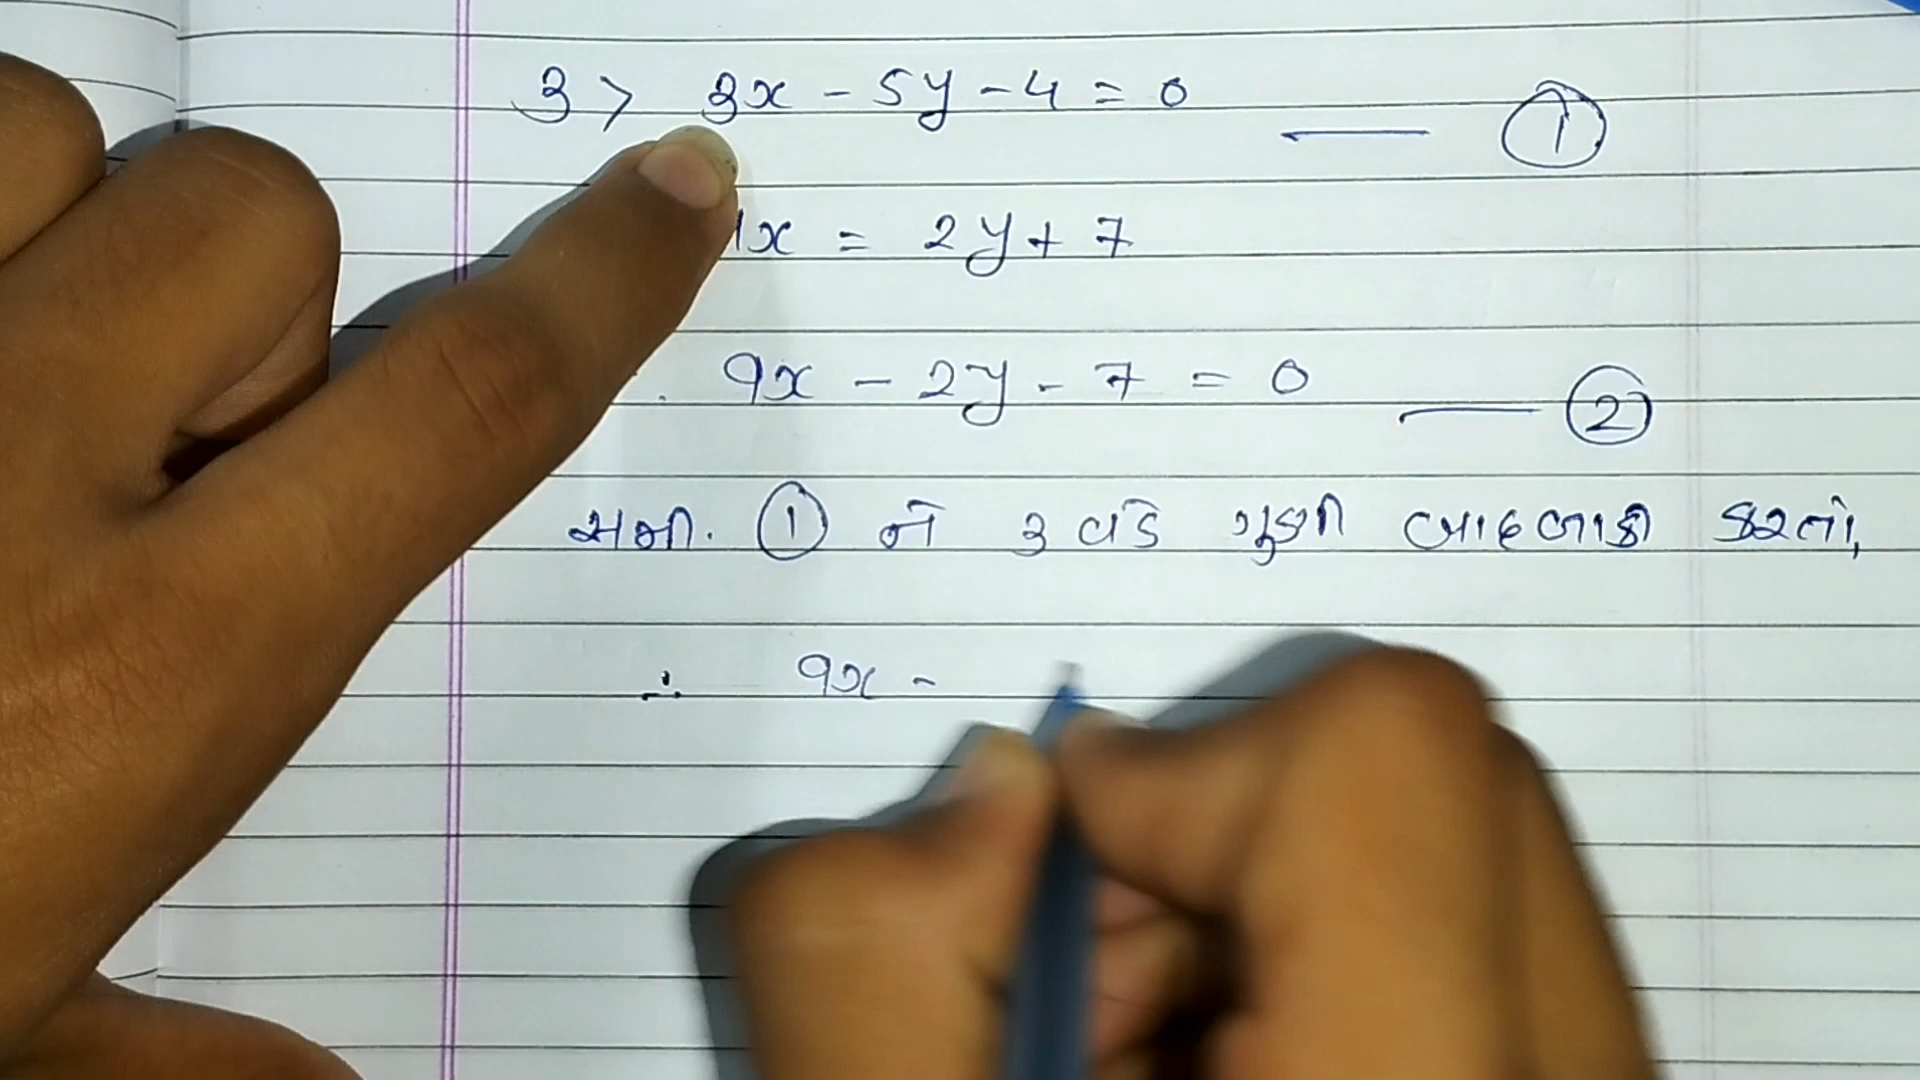 3> 3x - 5y - 4 = 0 —— ①
x = 2y + 7
9x - 2y - 7 = 0 —— ②
સમી. ① ને 3 વડે ગુણી બાદબાકી કરતાં,
∴ 9x -